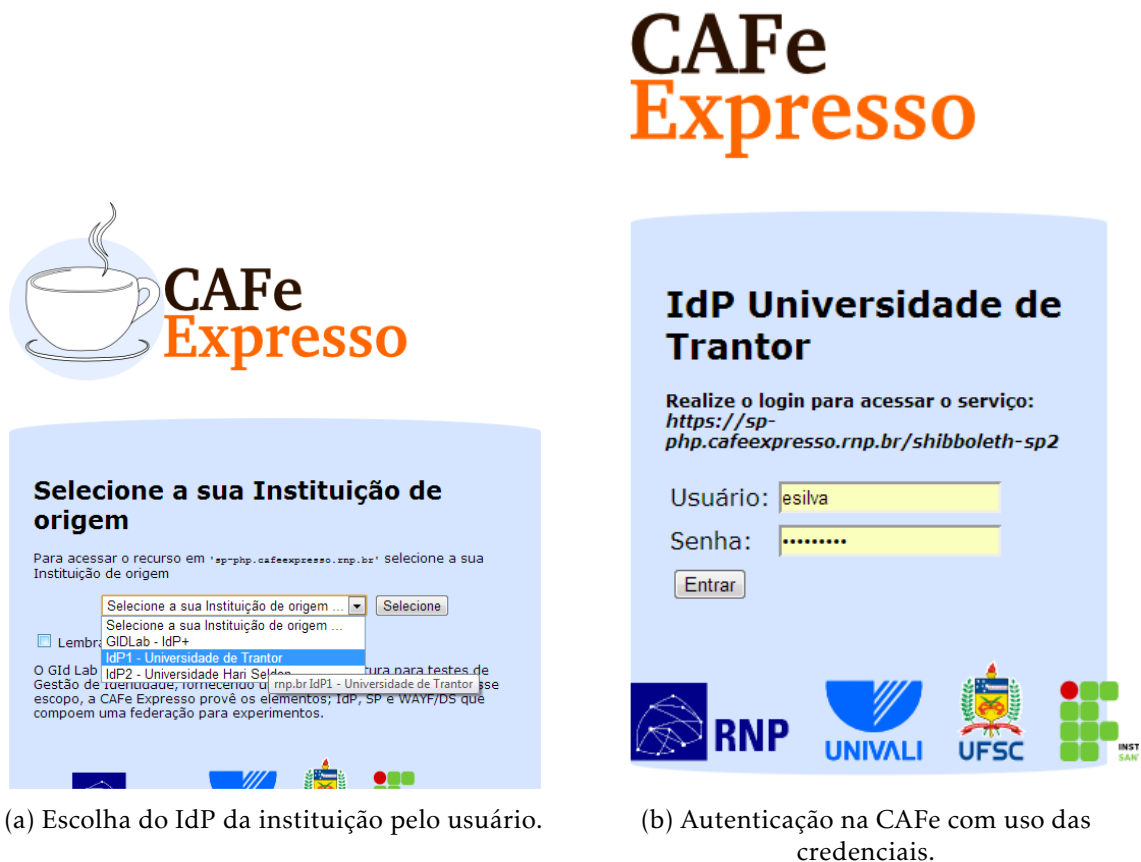 CAFe
Expresso
Selecione a sua Instituição de
origem
Para acessar o recurso em 'sp-php.cafeexpresso.rnp.br' selecione a sua
Instituição de origem
Selecione a sua Instituição de origem ... Selecione
Selecione a sua Instituição de origem ...
GIDLab - IdP+
IdP1 - Universidade de Trantor
IdP2 - Universidade Hari Seldon
rnp.br IdP1 - Universidade de Trantor
O GId Lab tura para testes de
Gestão de Identidade, fornecendo
escopo, a CAFe Expresso provê os elementos; IdP, SP e WAYF/DS que
compoem uma federação para experimentos.
(a) Escolha do IdP da instituição pelo usuário.
CAFe
Expresso
IdP Universidade de
Trantor
Realize o login para acessar o serviço:
https://sp-
php.cafeexpresso.rnp.br/shibboleth-sp2
Usuário: esilva
Senha: •••••••••
Entrar
RNP
UNIVALI
UFSC
(b) Autenticação na CAFe com uso das
credenciais.